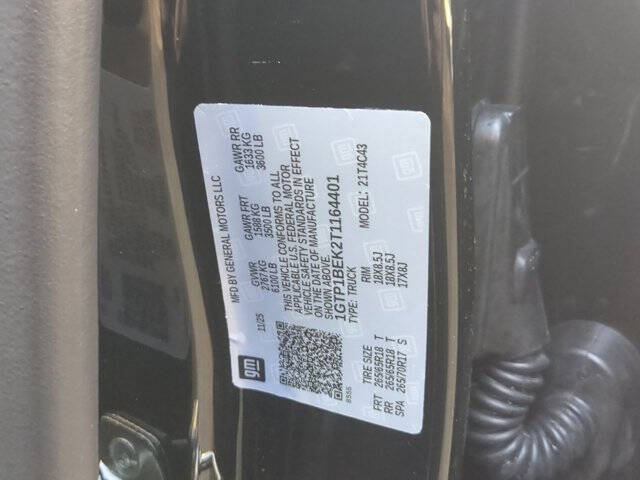 MFD BY GENERAL MOTORS LLC
11/25
GVWR GAWR FRT GAWR RR
2767 KG 1588 KG 1633 KG
6100 LB 3500 LB 3600 LB
THIS VEHICLE CONFORMS TO ALL
APPLICABLE U.S. FEDERAL MOTOR
VEHICLE SAFETY STANDARDS IN EFFECT
ON THE DATE OF MANUFACTURE
SHOWN ABOVE.
1GTP1BEK2T1164401
TYPE: TRUCK MODEL: 21T4C43
TIRE SIZE RIM
FRT 265/65R18 T 18X8.5J
RR 265/65R18 T 18X8.5J
SPA 265/70R17 S 17X8J
gm